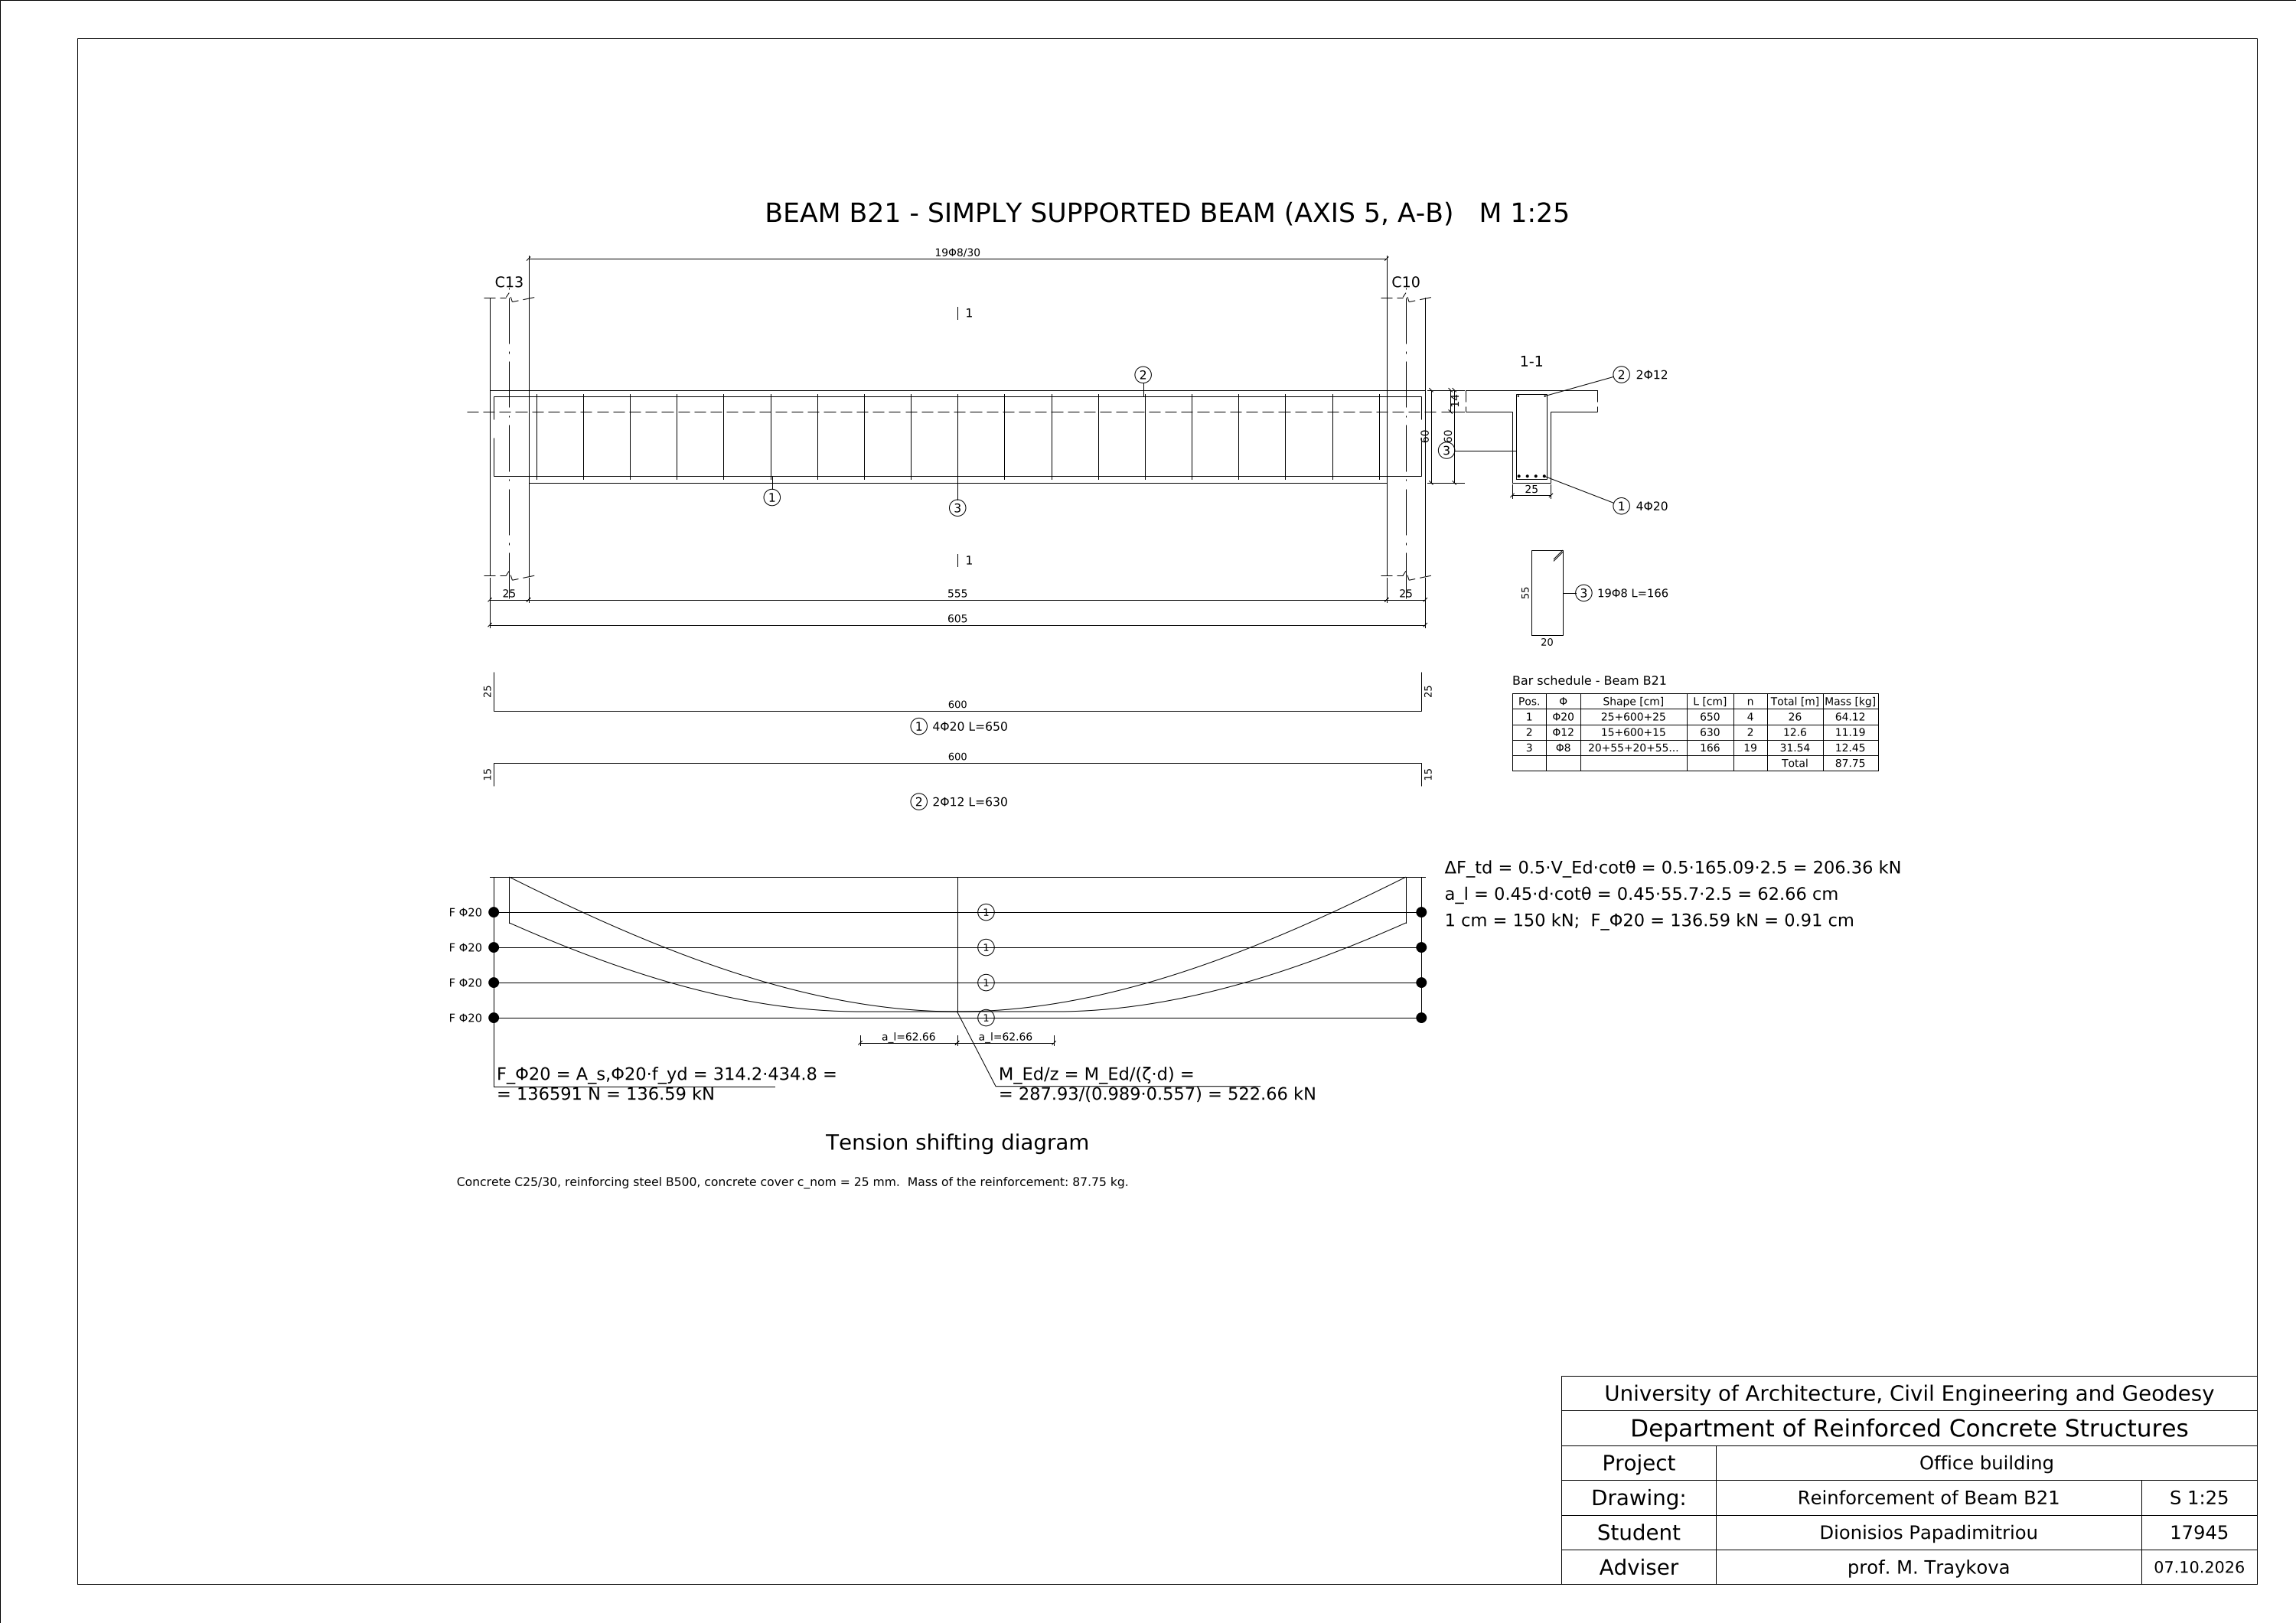 BEAM B21 - SIMPLY SUPPORTED BEAM (AXIS 5, A-B)   M 1:25
19Φ8/30
C13
C10
1
1-1
2
2 2Φ12
14
60
60
3
25
1
3
1 4Φ20
1
25
555
25
605
55
3 19Φ8 L=166
20
25
600
25
1 4Φ20 L=650
15
600
15
2 2Φ12 L=630
Bar schedule - Beam B21
Pos. Φ Shape [cm] L [cm] n Total [m] Mass [kg]
1 Φ20 25+600+25 650 4 26 64.12
2 Φ12 15+600+15 630 2 12.6 11.19
3 Φ8 20+55+20+55... 166 19 31.54 12.45
Total 87.75
ΔF_td = 0.5·V_Ed·cotθ = 0.5·165.09·2.5 = 206.36 kN
a_l = 0.45·d·cotθ = 0.45·55.7·2.5 = 62.66 cm
1 cm = 150 kN;  F_Φ20 = 136.59 kN = 0.91 cm
F Φ20 1
F Φ20 1
F Φ20 1
F Φ20 1
a_l=62.66 a_l=62.66
F_Φ20 = A_s,Φ20·f_yd = 314.2·434.8 =
= 136591 N = 136.59 kN
M_Ed/z = M_Ed/(ζ·d) =
= 287.93/(0.989·0.557) = 522.66 kN
Tension shifting diagram
Concrete C25/30, reinforcing steel B500, concrete cover c_nom = 25 mm.  Mass of the reinforcement: 87.75 kg.
University of Architecture, Civil Engineering and Geodesy
Department of Reinforced Concrete Structures
Project Office building
Drawing: Reinforcement of Beam B21 S 1:25
Student Dionisios Papadimitriou 17945
Adviser prof. M. Traykova 07.10.2026